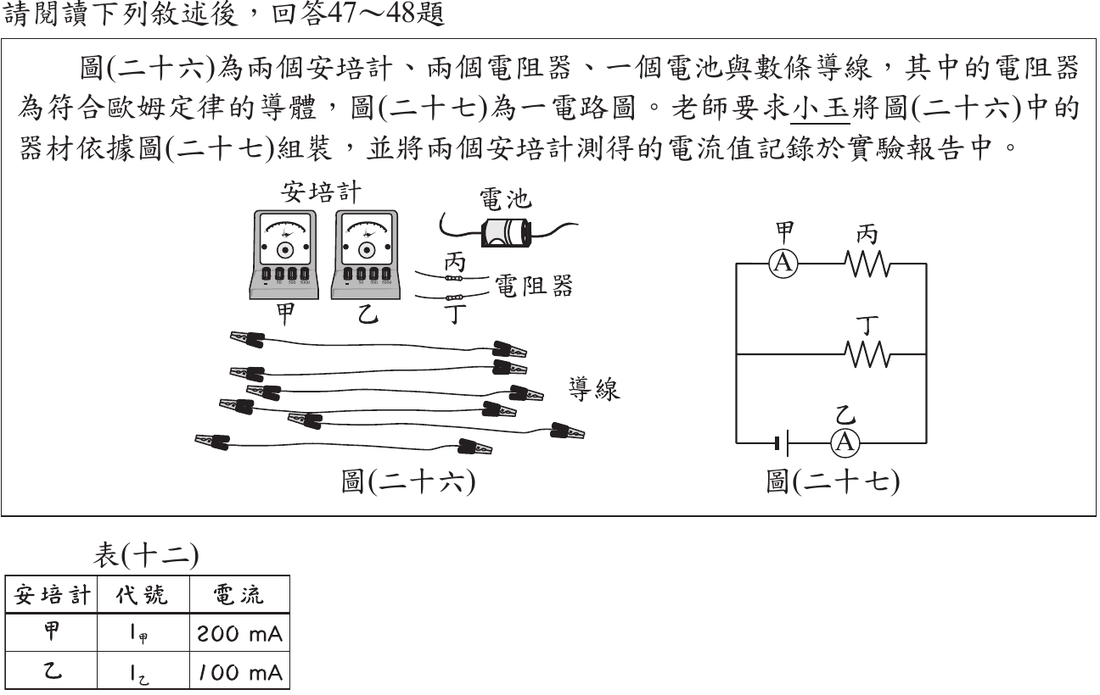 請閱讀下列敘述後，回答47～48題
圖(二十六)為兩個安培計、兩個電阻器、一個電池與數條導線，其中的電阻器
為符合歐姆定律的導體，圖(二十七)為一電路圖。老師要求小玉將圖(二十六)中的
器材依據圖(二十七)組裝，並將兩個安培計測得的電流值記錄於實驗報告中。
安培計
電池
丙
電阻器
甲
乙
丁
導線
圖(二十六)
甲
丙
A
丁
乙
A
圖(二十七)
表(十二)
安培計 代號 電流
甲 I甲 200 mA
乙 I乙 100 mA